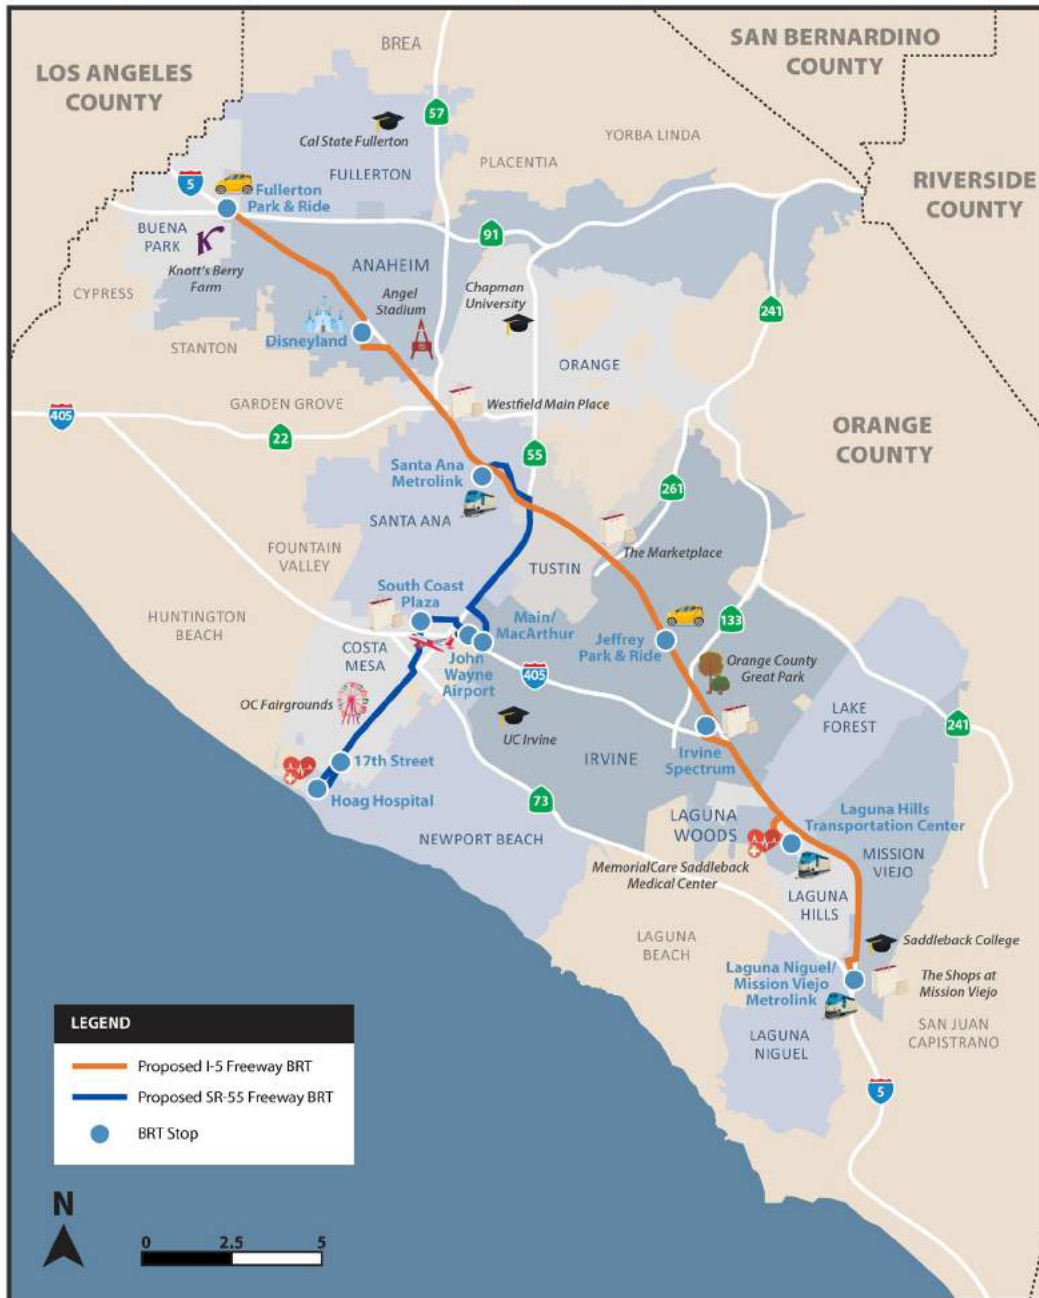 BREA
SAN BERNARDINO
COUNTY
LOS ANGELES
COUNTY
57
Cal State Fullerton
YORBA LINDA
PLACENTIA
FULLERTON
RIVERSIDE
COUNTY
5
Fullerton
Park & Ride
BUENA
PARK
K
91
Knott's Berry
Farm
ANAHEIM
CYPRESS
Angel
Stadium
Chapman
University
241
Disneyland
STANTON
ORANGE
GARDEN GROVE
Westfield Main Place
405
22
ORANGE
COUNTY
55
Santa Ana
Metrolink
261
SANTA ANA
FOUNTAIN
VALLEY
The Marketplace
TUSTIN
South Coast
Plaza
HUNTINGTON
BEACH
Main/
MacArthur
133
Jeffrey
Park & Ride
COSTA
MESA
John
Wayne
Airport
405
Orange County
Great Park
OC Fairgrounds
UC Irvine
LAKE
FOREST
241
17th Street
IRVINE
Irvine
Spectrum
Hoag Hospital
73
LAGUNA
WOODS
Laguna Hills
Transportation Center
NEWPORT BEACH
MISSION
VIEJO
MemorialCare Saddleback
Medical Center
LAGUNA
HILLS
LAGUNA
BEACH
Saddleback College
Laguna Niguel/
Mission Viejo
Metrolink
The Shops at
Mission Viejo
SAN JUAN
CAPISTRANO
LAGUNA
NIGUEL
5
LEGEND
Proposed I-5 Freeway BRT
Proposed SR-55 Freeway BRT
BRT Stop
N
0 2.5 5